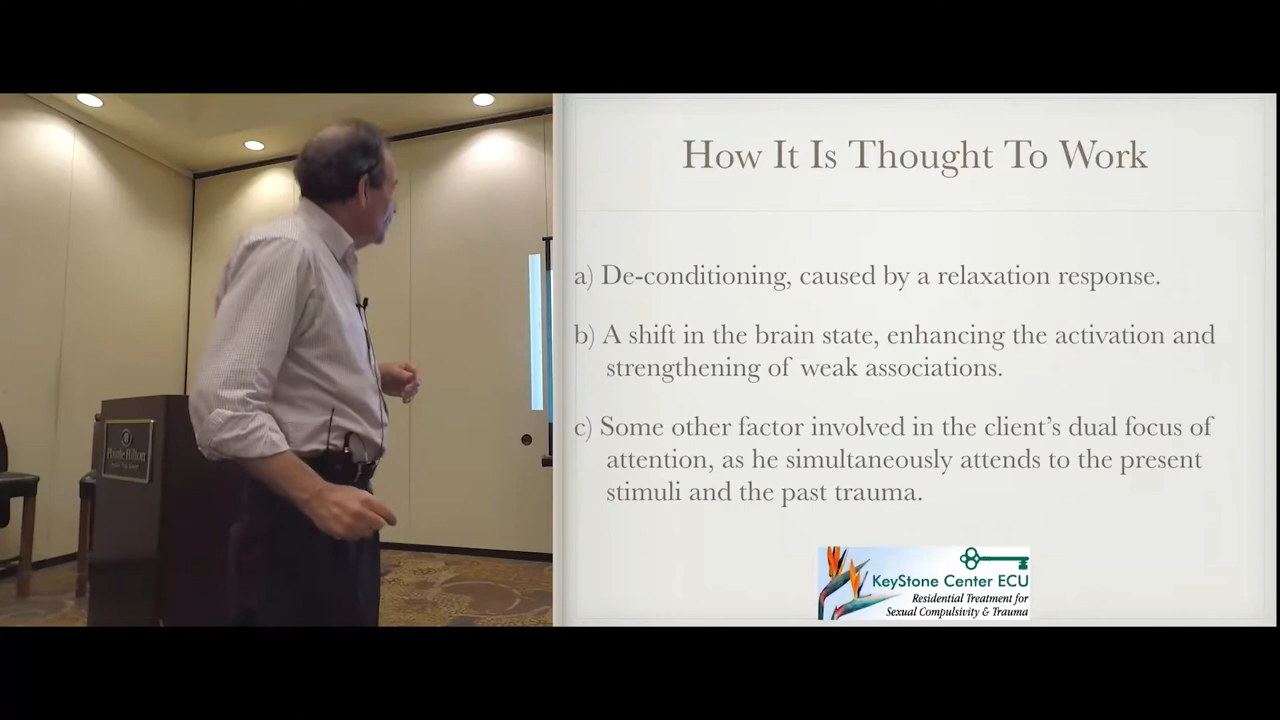 How It Is Thought To Work
a) De-conditioning, caused by a relaxation response.
b) A shift in the brain state, enhancing the activation and
strengthening of weak associations.
c) Some other factor involved in the client's dual focus of
attention, as he simultaneously attends to the present
stimuli and the past trauma.
KeyStone Center ECU
Residential Treatment for
Sexual Compulsivity & Trauma
Pointe Hilton